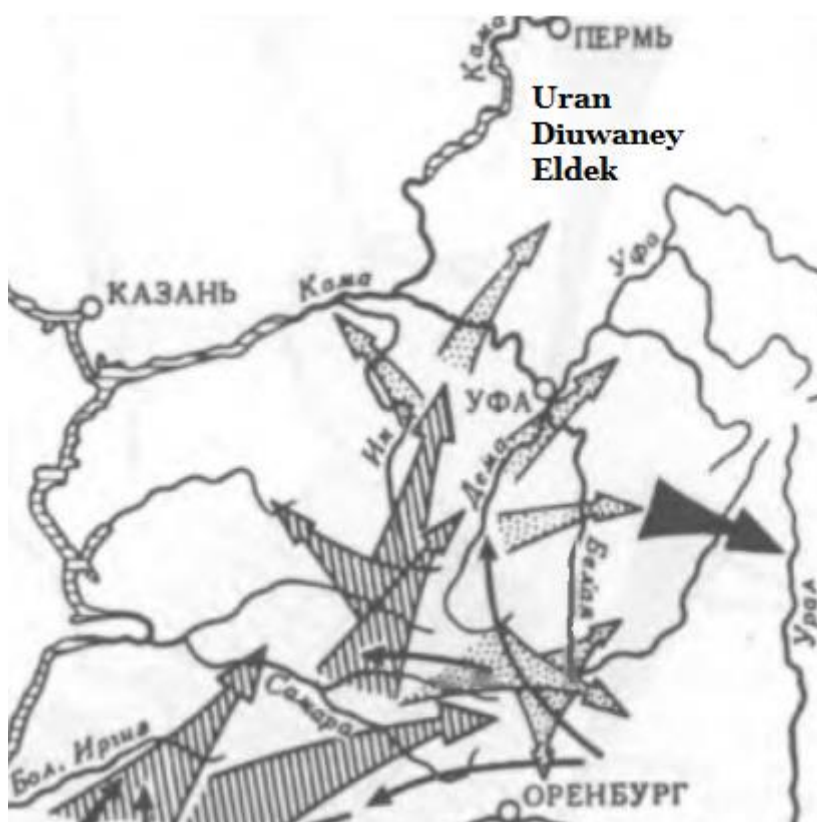 Кама
ПЕРМЬ
Uran
Diuwaney
Eldek
Уфа
Кама
КАЗАНЬ
УФА
Ик
Дема
Белая
Урал
Самара
Бол. Иргиз
ОРЕНБУРГ